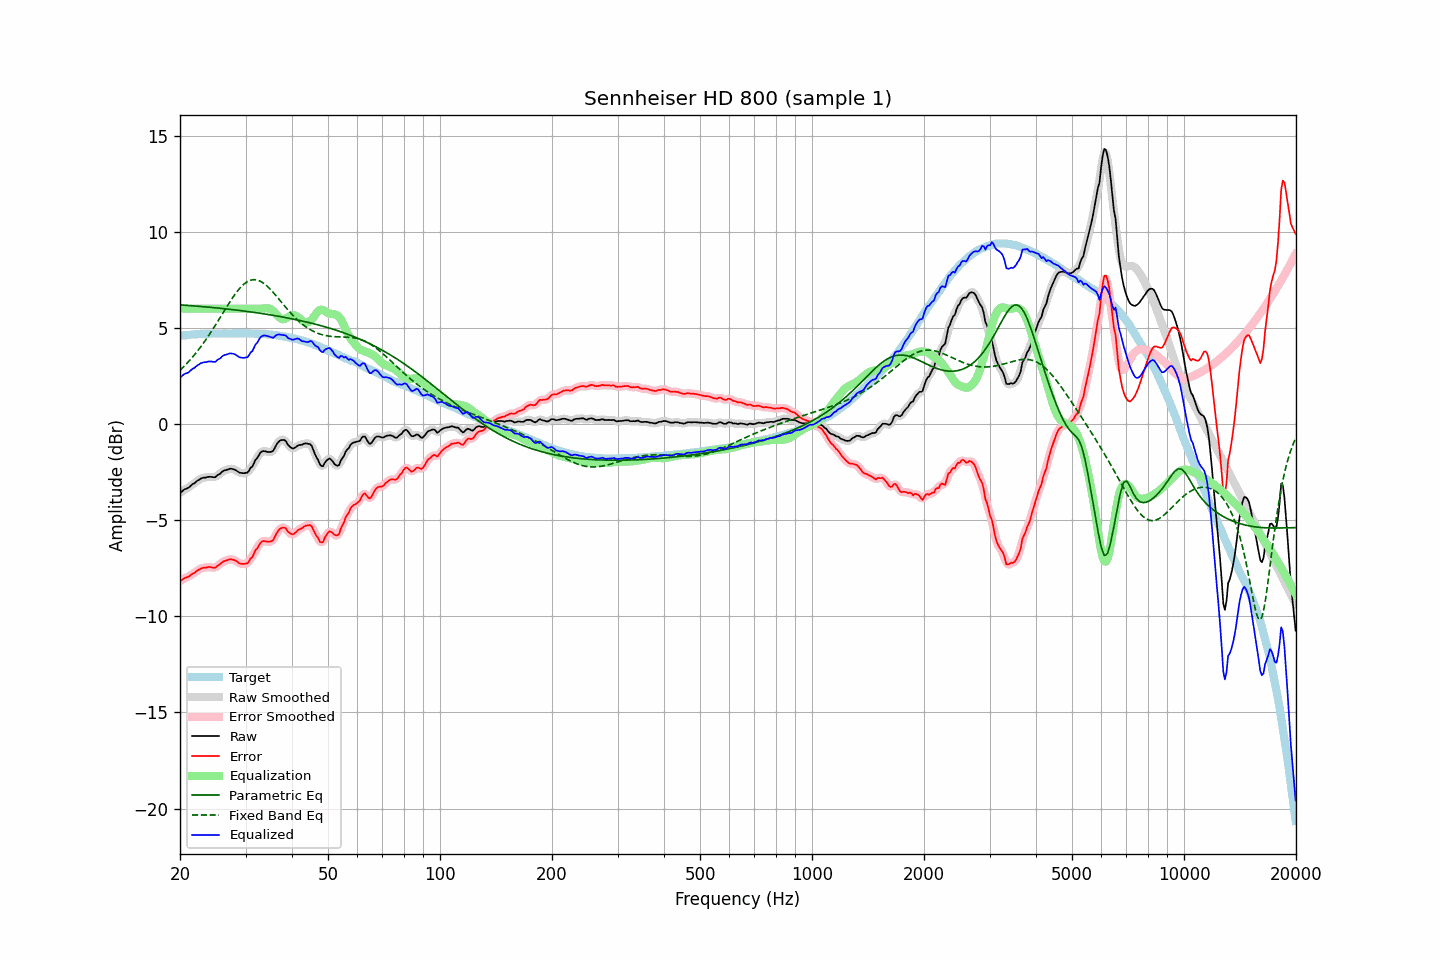 Sennheiser HD 800 (sample 1)
15
10
5
0
−5
−10
−15
−20
Amplitude (dBr)
Target
Raw Smoothed
Error Smoothed
Raw
Error
Equalization
Parametric Eq
Fixed Band Eq
Equalized
20 50 100 200 500 1000 2000 5000 10000 20000
Frequency (Hz)